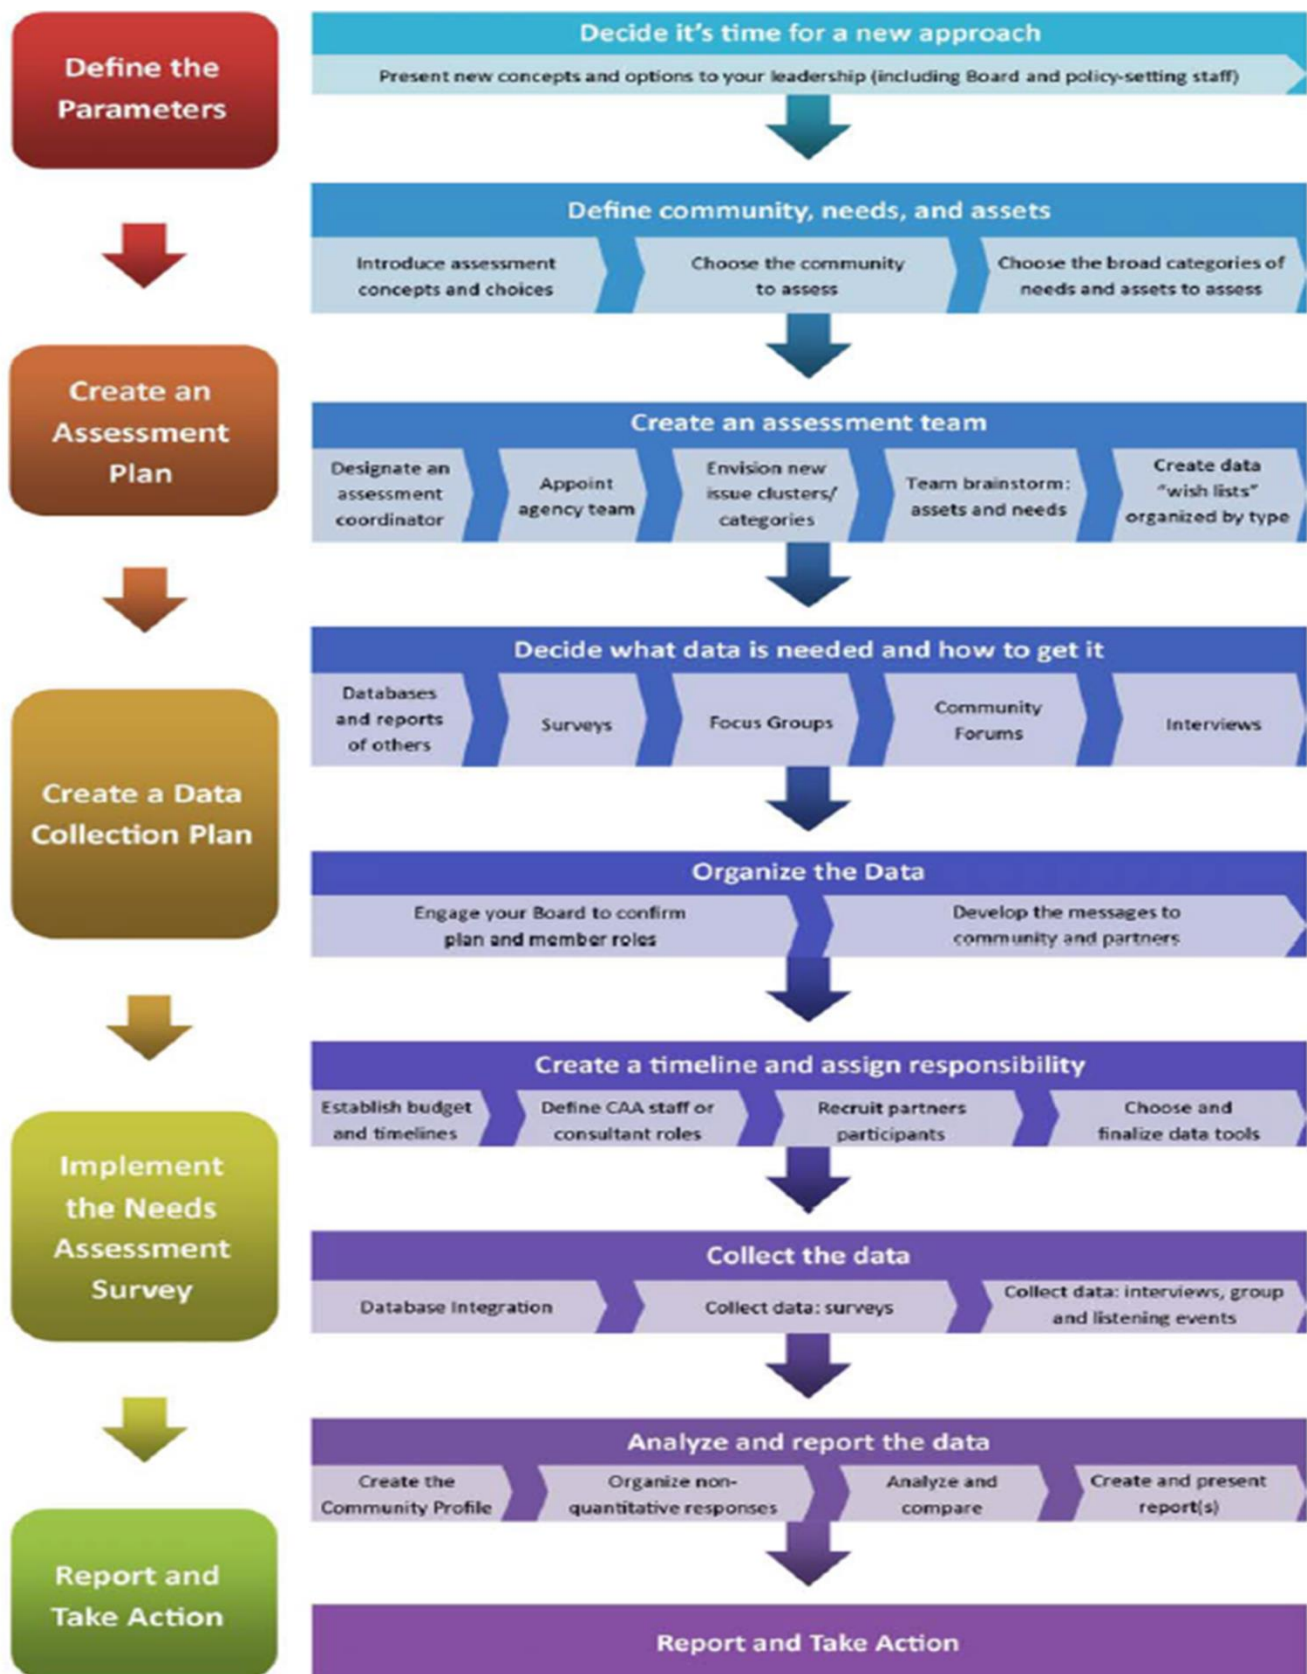 Define the
Parameters
Create an
Assessment
Plan
Create a Data
Collection Plan
Implement
the Needs
Assessment
Survey
Report and
Take Action
Decide it's time for a new approach
Present new concepts and options to your leadership (including Board and policy-setting staff)
Define community, needs, and assets
Introduce assessment
concepts and choices
Choose the community
to assess
Choose the broad categories of
needs and assets to assess
Create an assessment team
Designate an
assessment
coordinator
Appoint
agency team
Envision new
issue clusters/
categories
Team brainstorm:
assets and needs
Create data
"wish lists"
organized by type
Decide what data is needed and how to get it
Databases
and reports
of others
Surveys
Focus Groups
Community
Forums
Interviews
Organize the Data
Engage your Board to confirm
plan and member roles
Develop the messages to
community and partners
Create a timeline and assign responsibility
Establish budget
and timelines
Define CAA staff or
consultant roles
Recruit partners
participants
Choose and
finalize data tools
Collect the data
Database Integration
Collect data: surveys
Collect data: interviews, group
and listening events
Analyze and report the data
Create the
Community Profile
Organize non-
quantitative responses
Analyze and
compare
Create and present
report(s)
Report and Take Action